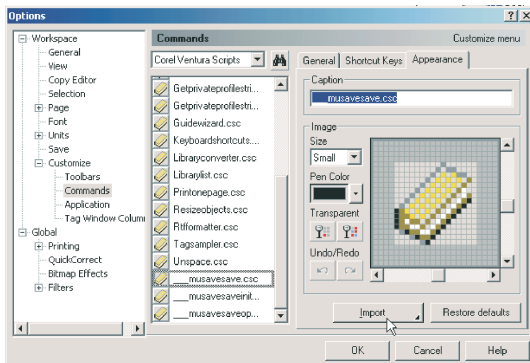 Options
Workspace
General
View
Copy Editor
Selection
Page
Font
Units
Save
Customize
Toolbars
Commands
Application
Tag Window Colum
Global
Printing
QuickCorrect
Bitmap Effects
Filters
Commands
Customize menu
Corel Ventura Scripts
Getprivateprofilestri...
Getprivateprofilestri...
Guidewizard.csc
Keyboardshortcuts....
Libraryconverter.csc
Librarylist.csc
Printonepage.csc
Resizeobjects.csc
Rtfformatter.csc
Tagsampler.csc
Unspace.csc
___musavesave.csc
___musavesaveinit...
___musavesaveop...
General
Shortcut Keys
Appearance
Caption
___musavesave.csc
Image
Size
Small
Pen Color
Transparent
Undo/Redo
Import
Restore defaults
OK
Cancel
Help